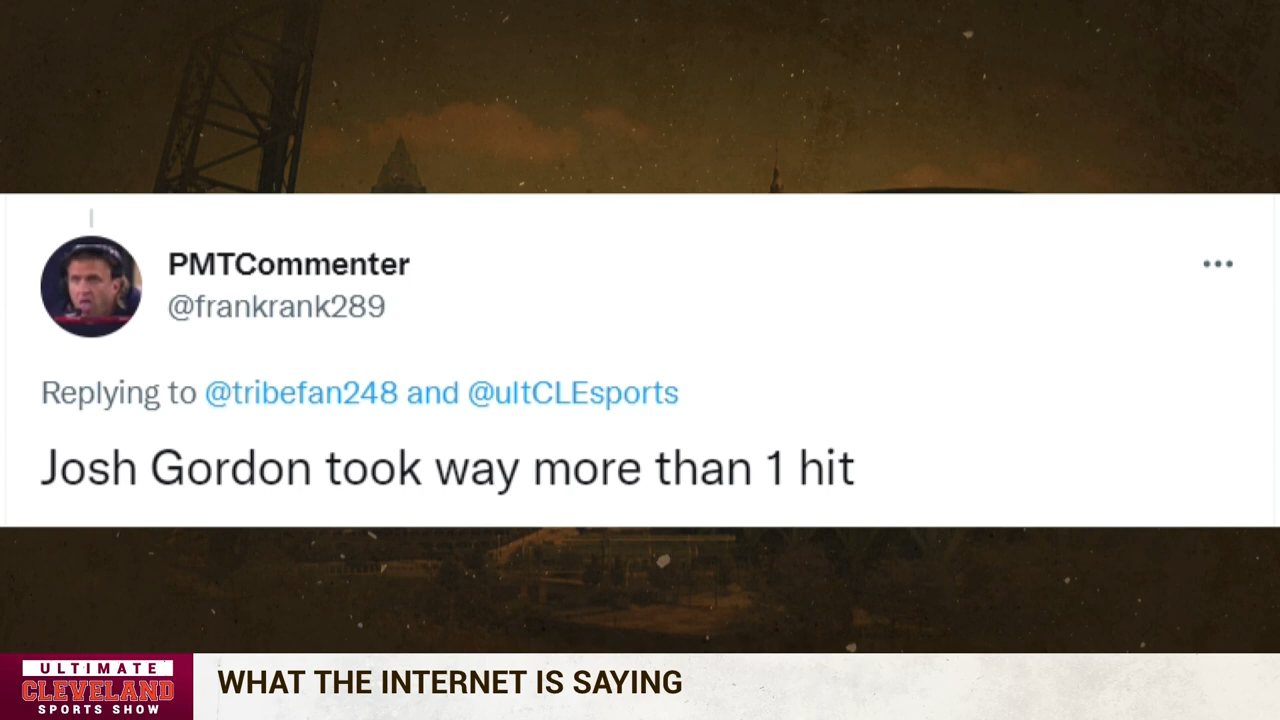 PMTCommenter
@frankrank289
Replying to @tribefan248 and @ultCLEsports
Josh Gordon took way more than 1 hit
ULTIMATE
CLEVELAND
SPORTS SHOW
WHAT THE INTERNET IS SAYING